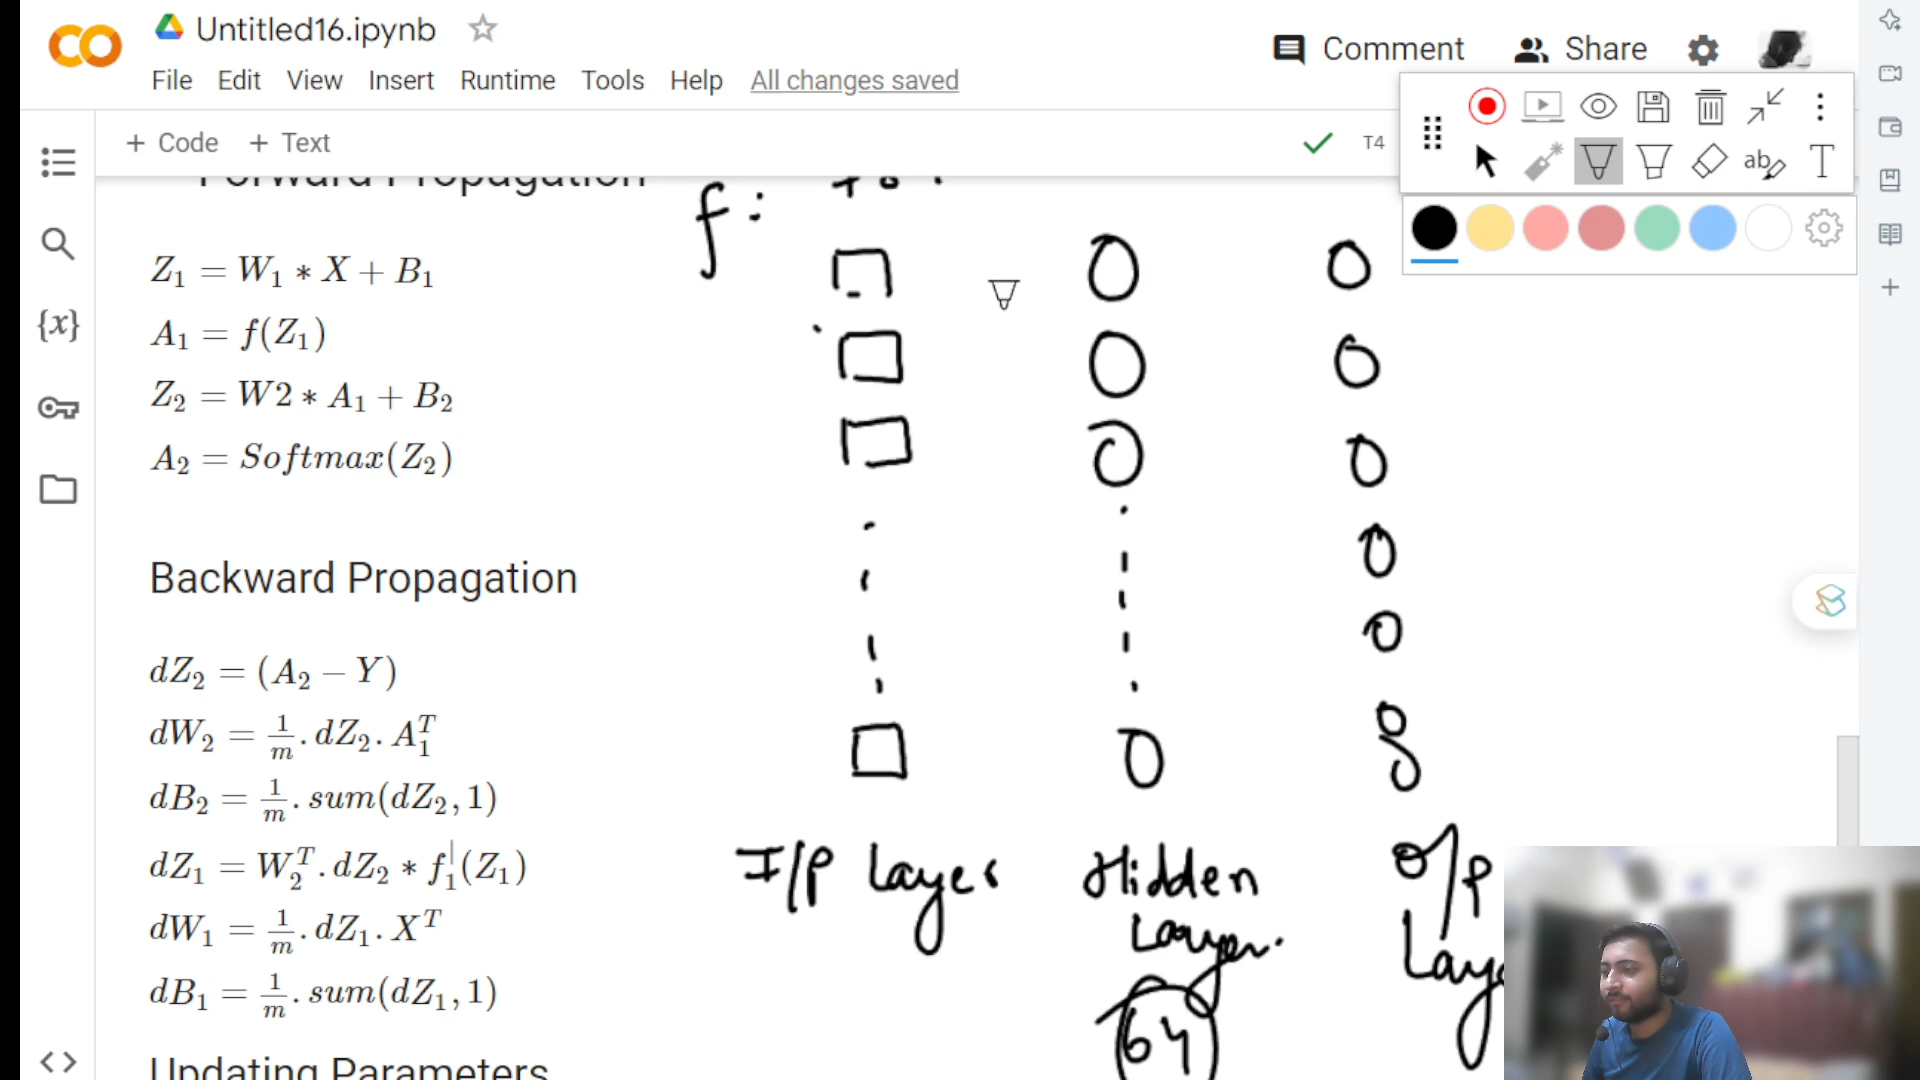 Untitled16.ipynb
Comment
Share
File Edit View Insert Runtime Tools Help All changes saved
+ Code + Text
T4
ab
T
{x}
Forward Propagation
f:
Z₁ = W₁ * X + B₁
A₁ = f(Z₁)
Z₂ = W2 * A₁ + B₂
A₂ = Softmax(Z₂)
Backward Propagation
dZ₂ = (A₂ − Y)
dW₂ = 1/m . dZ₂. A₁ᵀ
dB₂ = 1/m . sum(dZ₂, 1)
dZ₁ = W₂ᵀ. dZ₂ * f₁|(Z₁)
dW₁ = 1/m . dZ₁. Xᵀ
dB₁ = 1/m . sum(dZ₁, 1)
Updating Parameters
I/P Layer
Hidden
Layer.
64
O/P